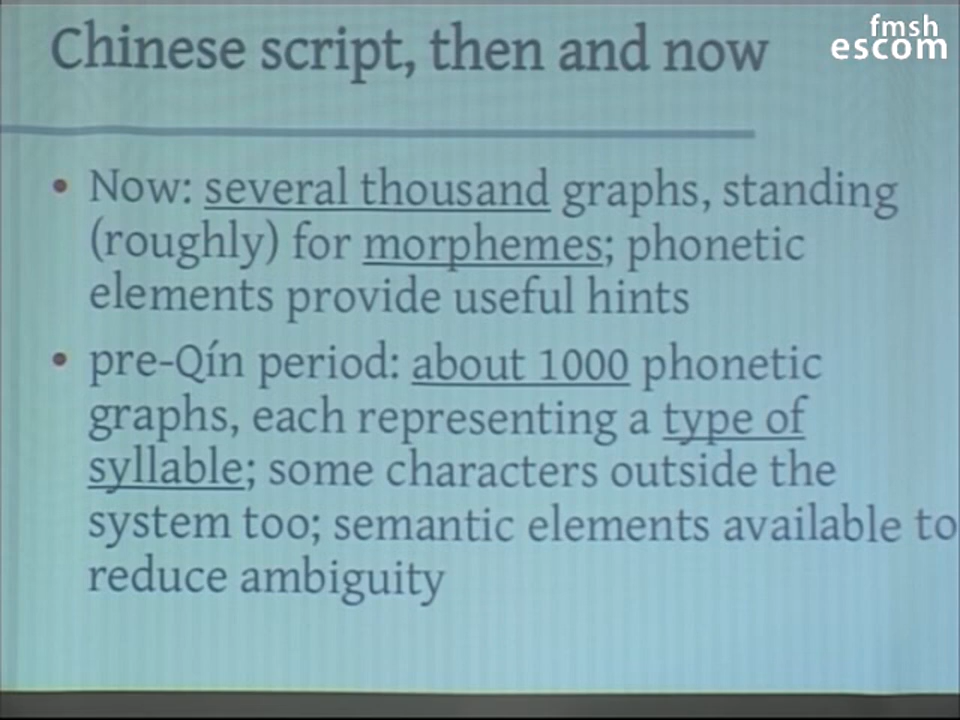 Chinese script, then and now
fmsh
escom
• Now: several thousand graphs, standing
(roughly) for morphemes; phonetic
elements provide useful hints
• pre-Qín period: about 1000 phonetic
graphs, each representing a type of
syllable; some characters outside the
system too; semantic elements available to
reduce ambiguity